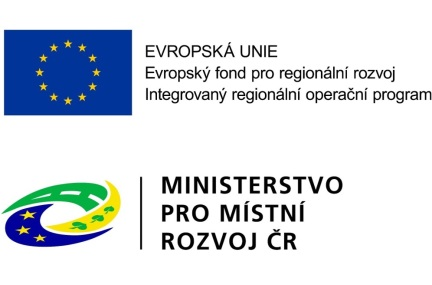 EVROPSKÁ UNIE
Evropský fond pro regionální rozvoj
Integrovaný regionální operační program
MINISTERSTVO
PRO MÍSTNÍ
ROZVOJ ČR